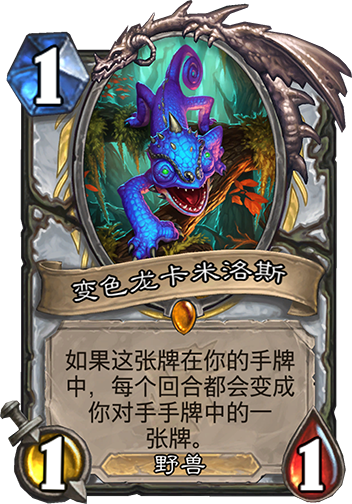 1
变色龙卡米洛斯
如果这张牌在你的手牌
中，每个回合都会变成
你对手手牌中的一
张牌。
野兽
1
1